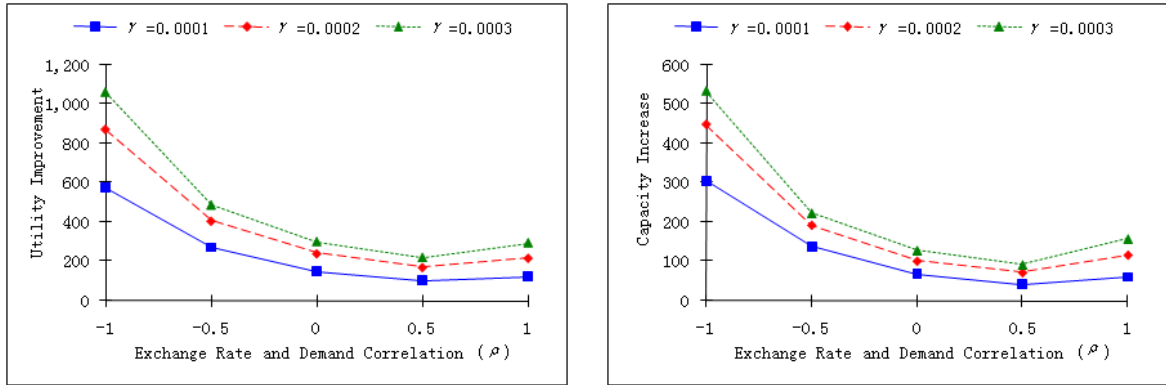 γ =0.0001 γ =0.0002 γ =0.0003
Utility Improvement
1,200
1,000
800
600
400
200
0
-1 -0.5 0 0.5 1
Exchange Rate and Demand Correlation (ρ)
γ =0.0001 γ =0.0002 γ =0.0003
Capacity Increase
600
500
400
300
200
100
0
-1 -0.5 0 0.5 1
Exchange Rate and Demand Correlation (ρ)